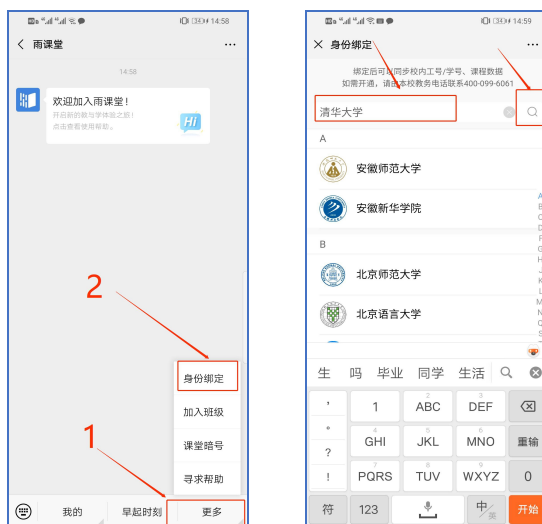 14:58
雨课堂
14:58
欢迎加入雨课堂！
开启新的教与学体验之旅！
点击查看使用帮助。
Hi
2
身份绑定
加入班级
课堂暗号
1
寻求帮助
我的
早起时刻
更多
14:59
身份绑定
绑定后可以同步校内工号/学号、课程数据
如需开通，请由本校教务电话联系400-099-6061
清华大学
A
安徽师范大学
安徽新华学院
B
北京师范大学
北京语言大学
生 吗 毕业 同学 生活
， 1 ABC DEF
。 GHI JKL MNO 重输
？
！ PQRS TUV WXYZ 0
符 123 中/英 开始